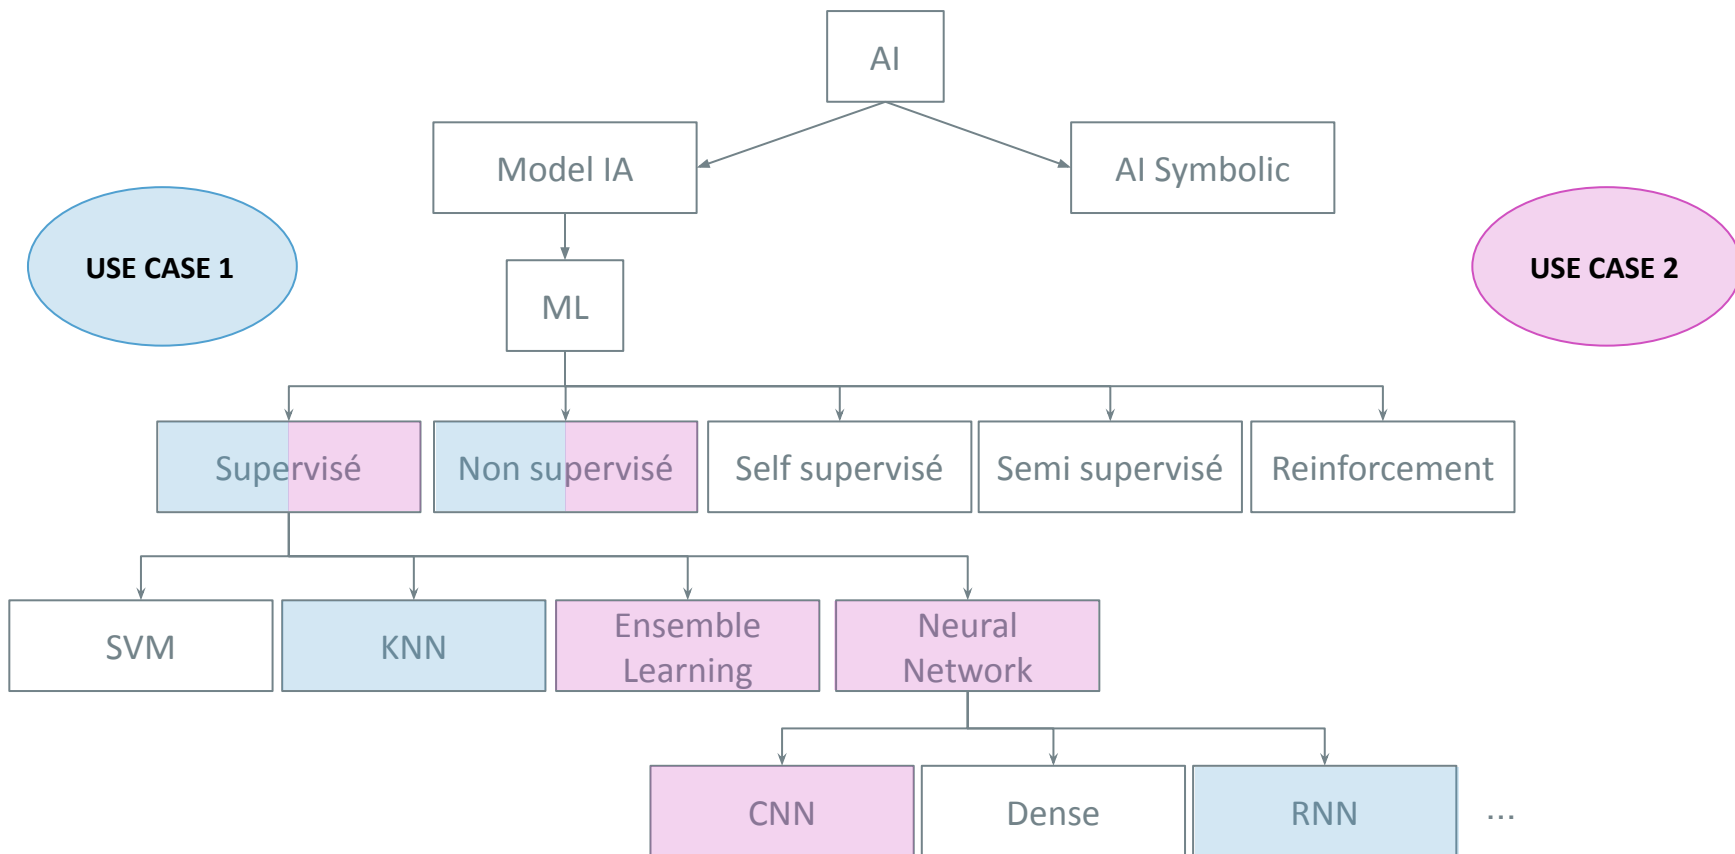 AI
Model IA
AI Symbolic
USE CASE 1
USE CASE 2
ML
Supervisé
Non supervisé
Self supervisé
Semi supervisé
Reinforcement
SVM
KNN
Ensemble
Learning
Neural
Network
CNN
Dense
RNN
...